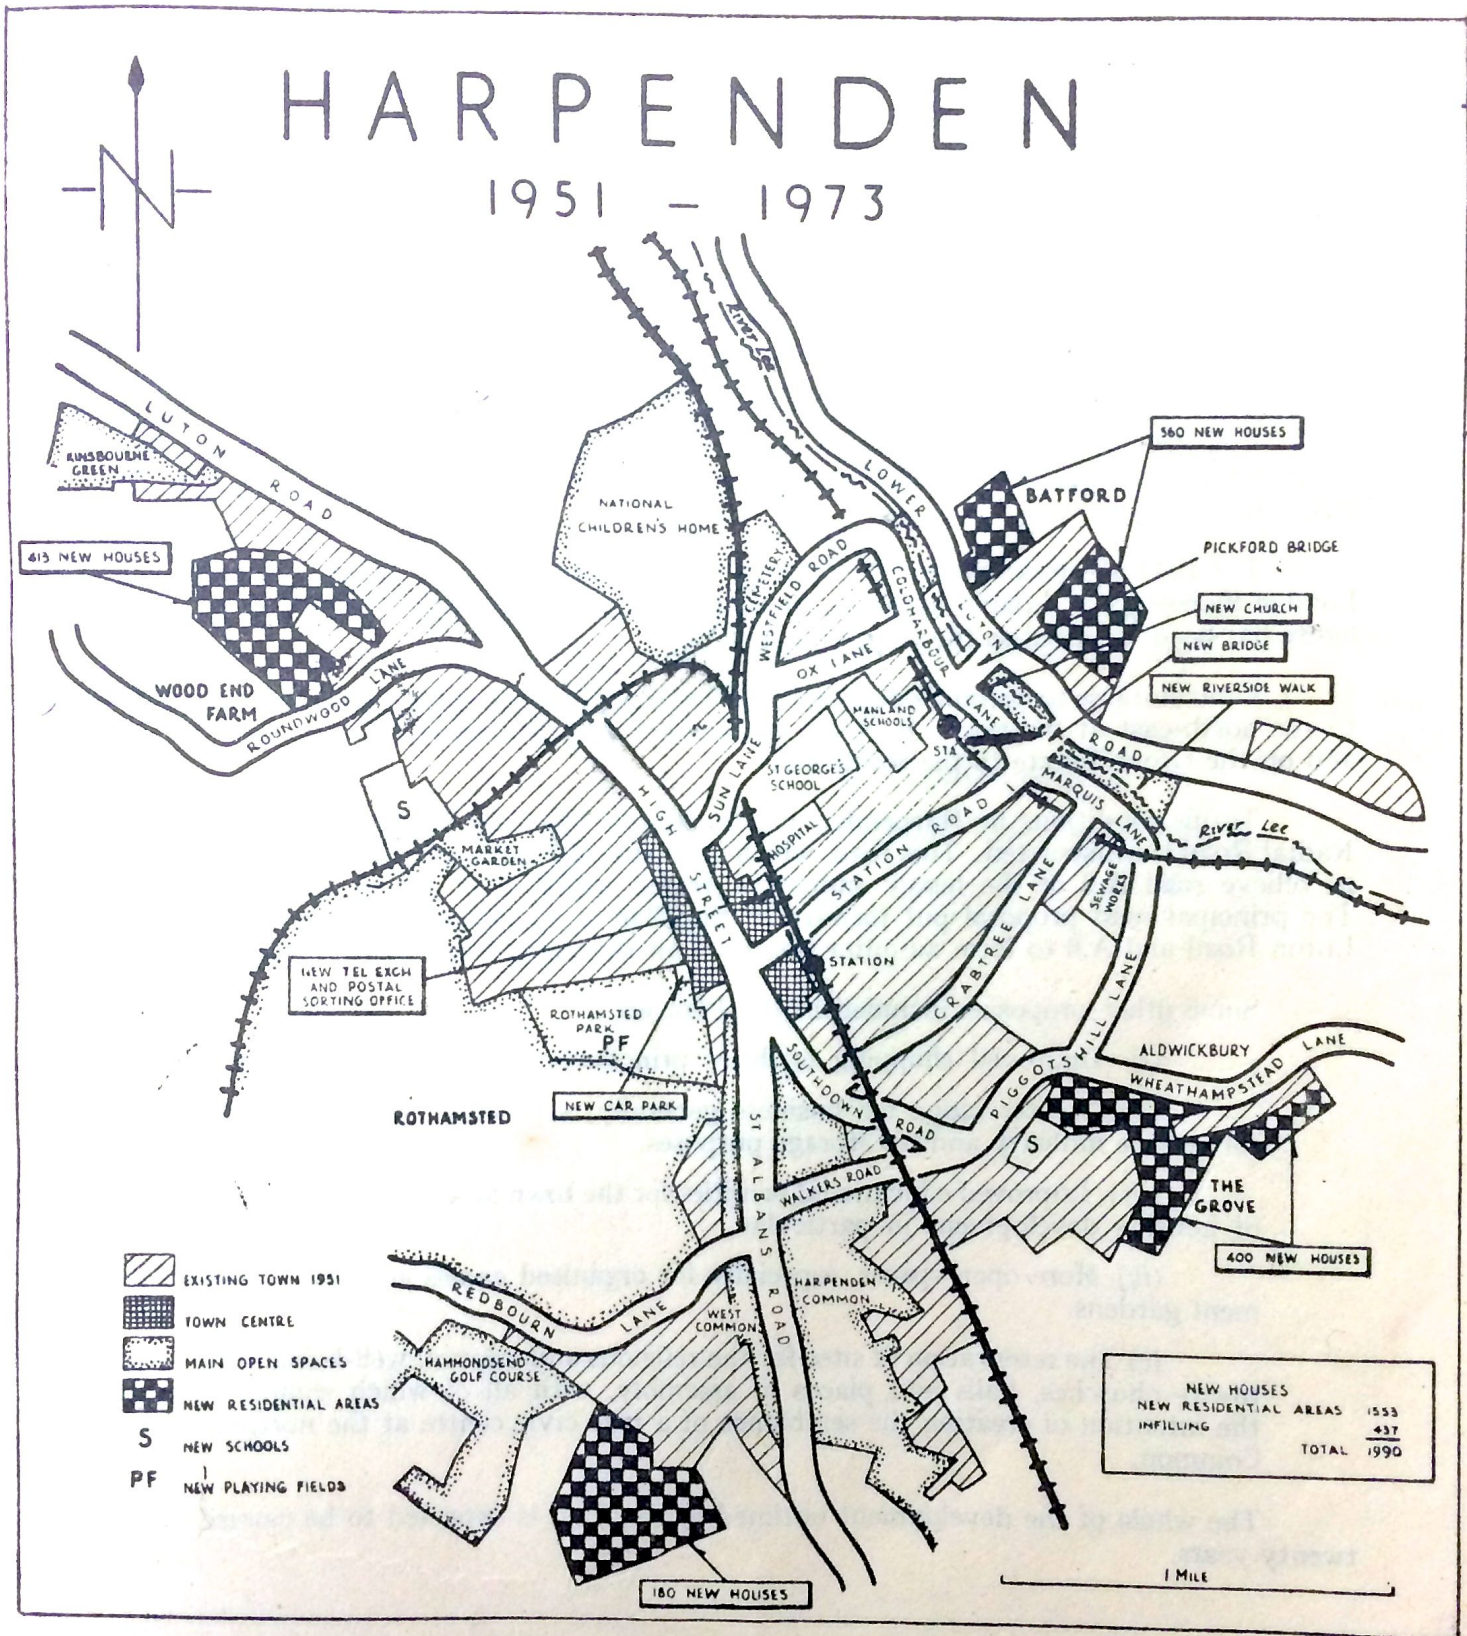 HARPENDEN
1951 – 1973
N
River Lee
LUTON ROAD
KINSBOURNE
GREEN
413 NEW HOUSES
NATIONAL
CHILDREN'S HOME
CEMETERY
WESTFIELD ROAD
LOWER LUTON ROAD
560 NEW HOUSES
BATFORD
PICKFORD BRIDGE
NEW CHURCH
NEW BRIDGE
NEW RIVERSIDE WALK
COLDHARBOUR LANE
OX LANE
WOOD END
FARM
ROUNDWOOD LANE
MANLAND
SCHOOLS
STA
ST GEORGE'S
SCHOOL
SUN LANE
HIGH STREET
HOSPITAL
STATION ROAD
MARQUIS LANE
River Lee
S
MARKET
GARDEN
SEWAGE
WORKS
CRABTREE LANE
STATION
NEW TEL EXCH
AND POSTAL
SORTING OFFICE
ROTHAMSTED
PARK
PF
PIGGOTSHILL LANE
ALDWICKBURY
WHEATHAMPSTEAD LANE
SOUTHDOWN ROAD
NEW CAR PARK
ROTHAMSTED
S
WALKERS ROAD
ST ALBANS ROAD
THE
GROVE
400 NEW HOUSES
REDBOURN LANE
WEST
COMMON
HARPENDEN
COMMON
HAMMONDSEND
GOLF COURSE
180 NEW HOUSES
EXISTING TOWN 1951
TOWN CENTRE
MAIN OPEN SPACES
NEW RESIDENTIAL AREAS
S NEW SCHOOLS
PF NEW PLAYING FIELDS
NEW HOUSES
NEW RESIDENTIAL AREAS 1553
INFILLING 437
TOTAL 1990
1 MILE